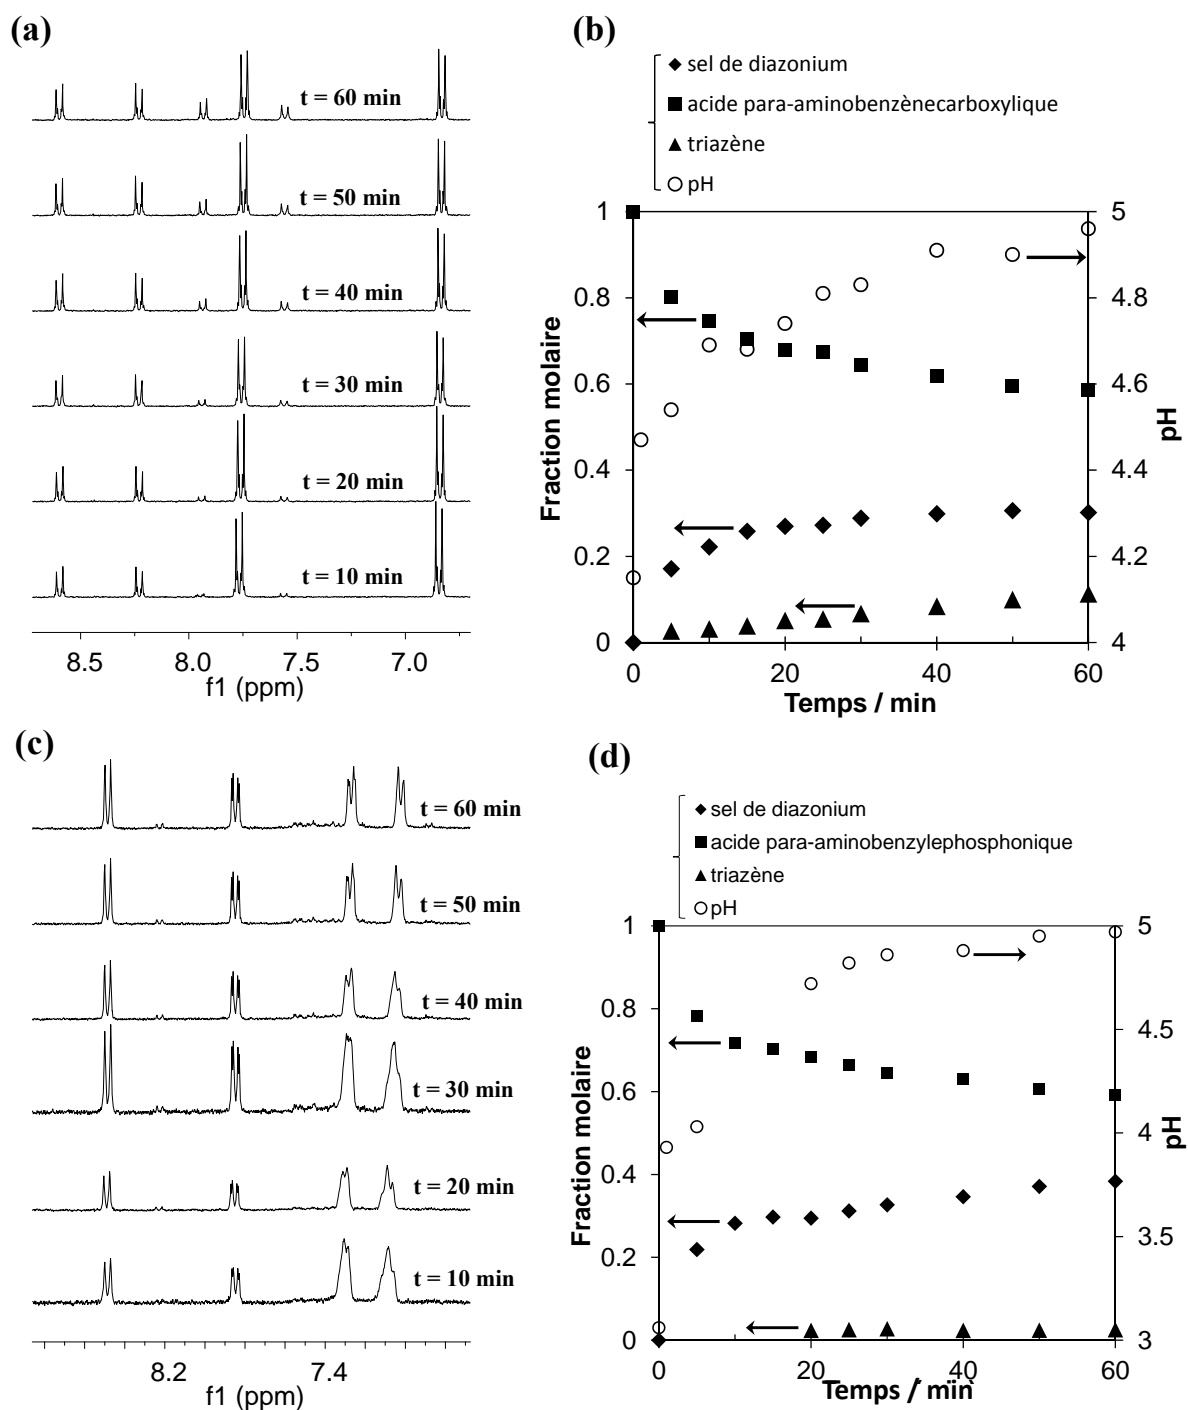 (a)
t = 60 min
t = 50 min
t = 40 min
t = 30 min
t = 20 min
t = 10 min
8.5 8.0 7.5 7.0
f1 (ppm)
(b)
sel de diazonium
acide para-aminobenzènecarboxylique
triazène
pH
1
0.8
0.6
0.4
0.2
0
Fraction molaire
5
4.8
4.6
4.4
4.2
4
pH
0 20 40 60
Temps / min
(c)
t = 60 min
t = 50 min
t = 40 min
t = 30 min
t = 20 min
t = 10 min
8.2 7.4
f1 (ppm)
(d)
sel de diazonium
acide para-aminobenzylephosphonique
triazène
pH
1
0.8
0.6
0.4
0.2
0
Fraction molaire
5
4.5
4
3.5
3
pH
0 20 40 60
Temps / min